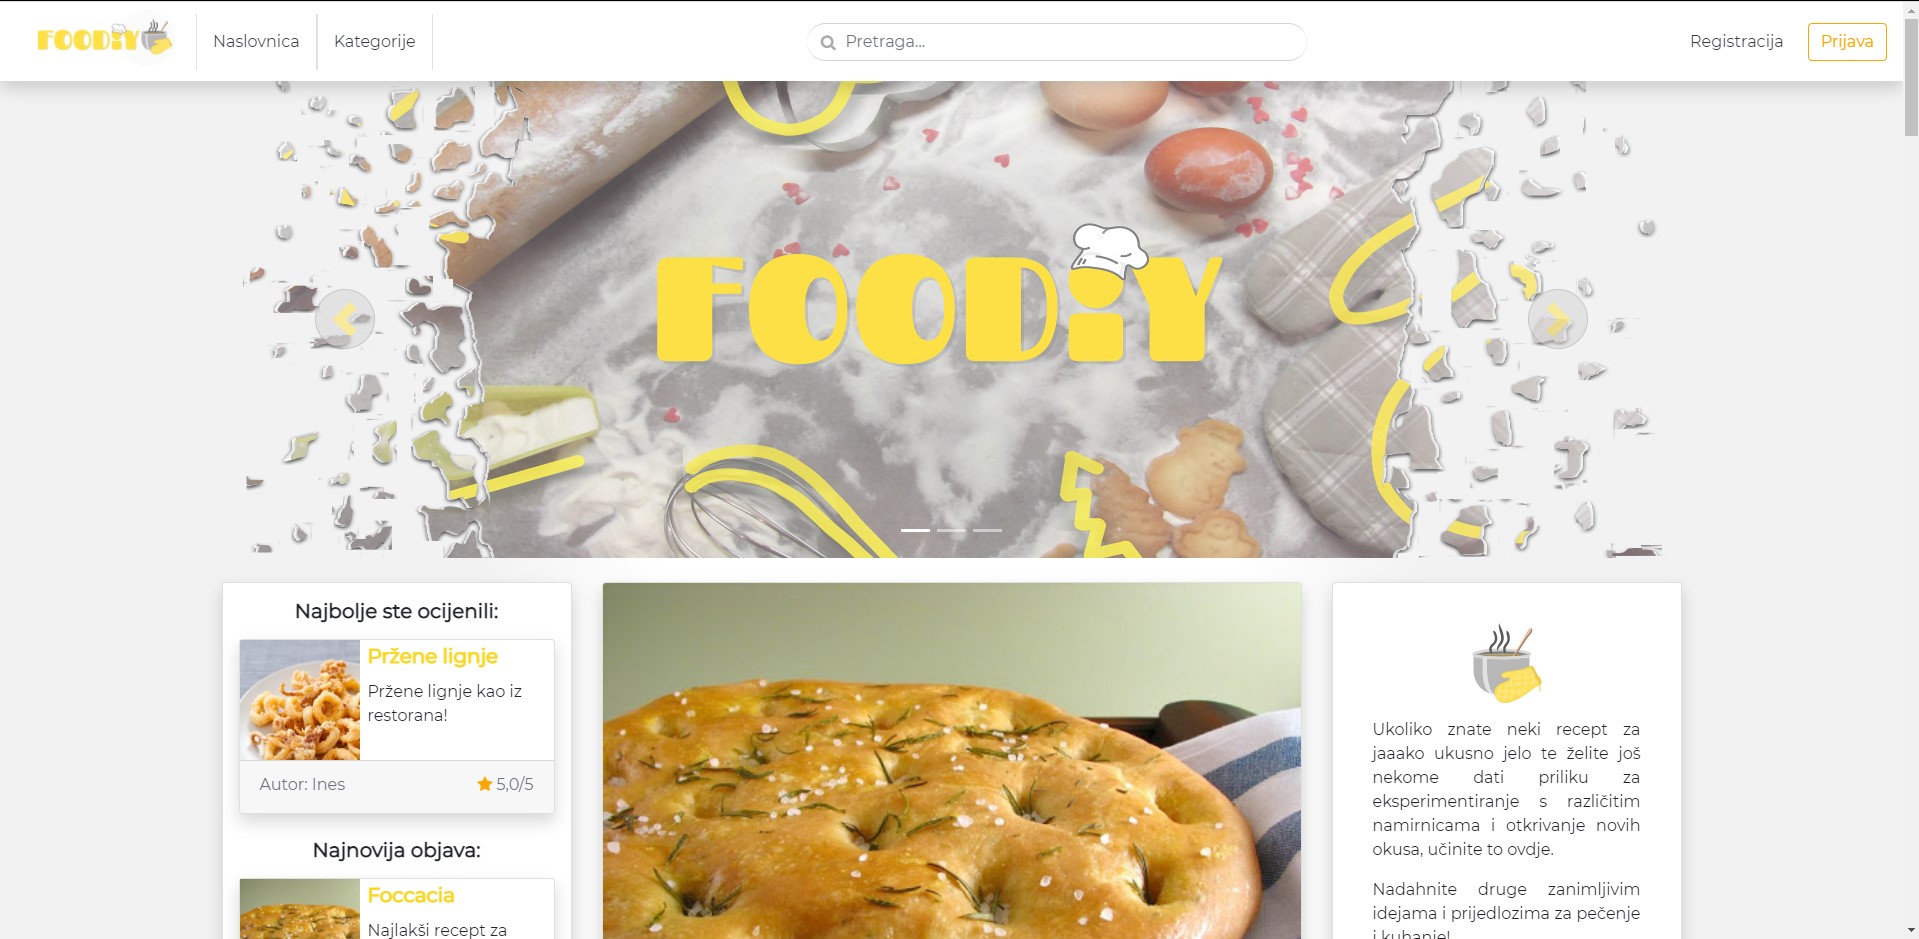 FOODiY
Naslovnica
Kategorije
Pretraga...
Registracija
Prijava
FOODiY
Najbolje ste ocijenili:
Pržene lignje
Pržene lignje kao iz
restorana!
Autor: Ines
5,0/5
Najnovija objava:
Foccacia
Najlakši recept za
Ukoliko znate neki recept za
jaaako ukusno jelo te želite još
nekome dati priliku za
eksperimentiranje s različitim
namirnicama i otkrivanje novih
okusa, učinite to ovdje.
Nadahnite druge zanimljivim
idejama i prijedlozima za pečenje
i kuhanje!